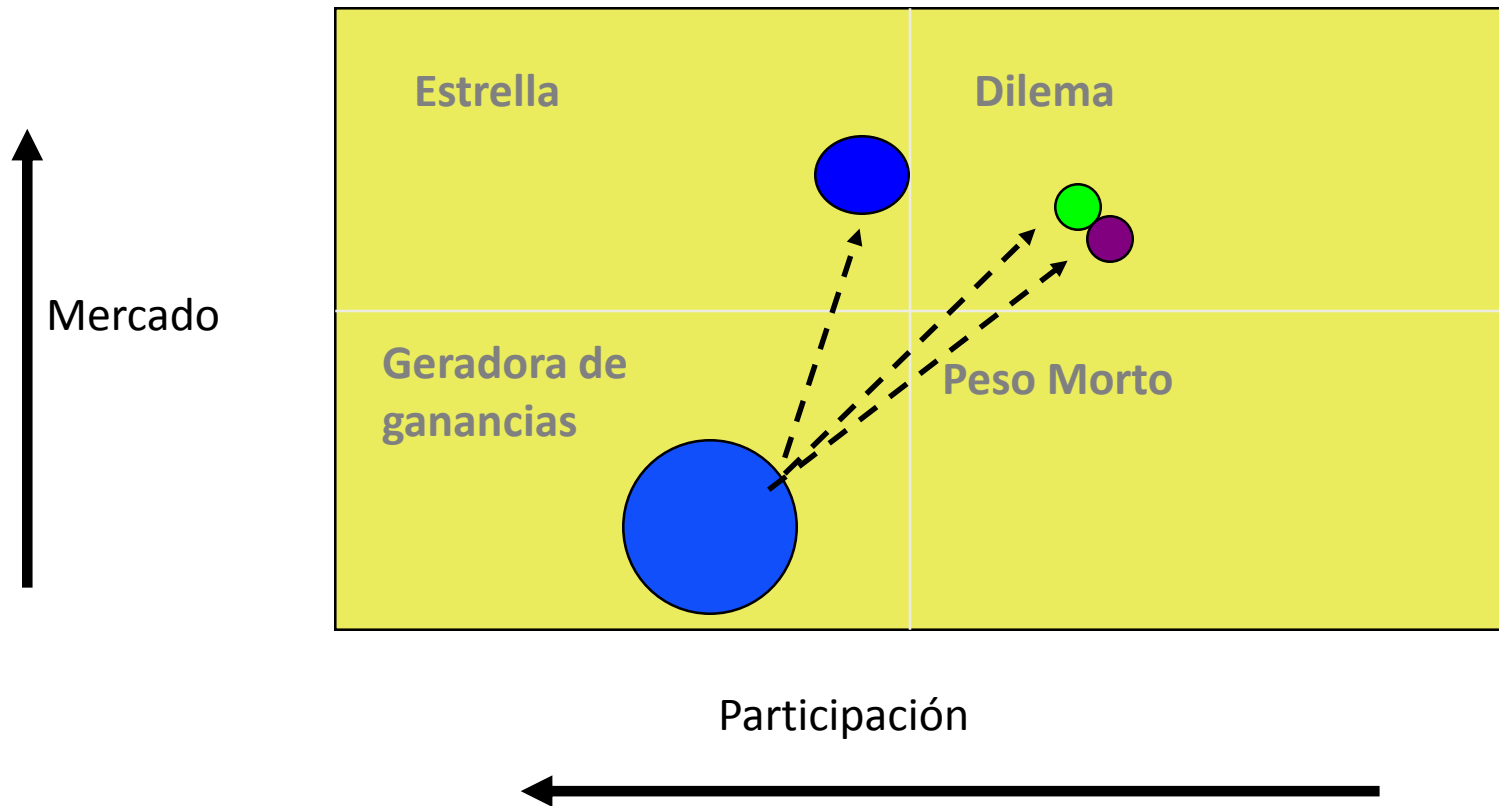 Estrella
Dilema
Mercado
Geradora de
ganancias
Peso Morto
Participación